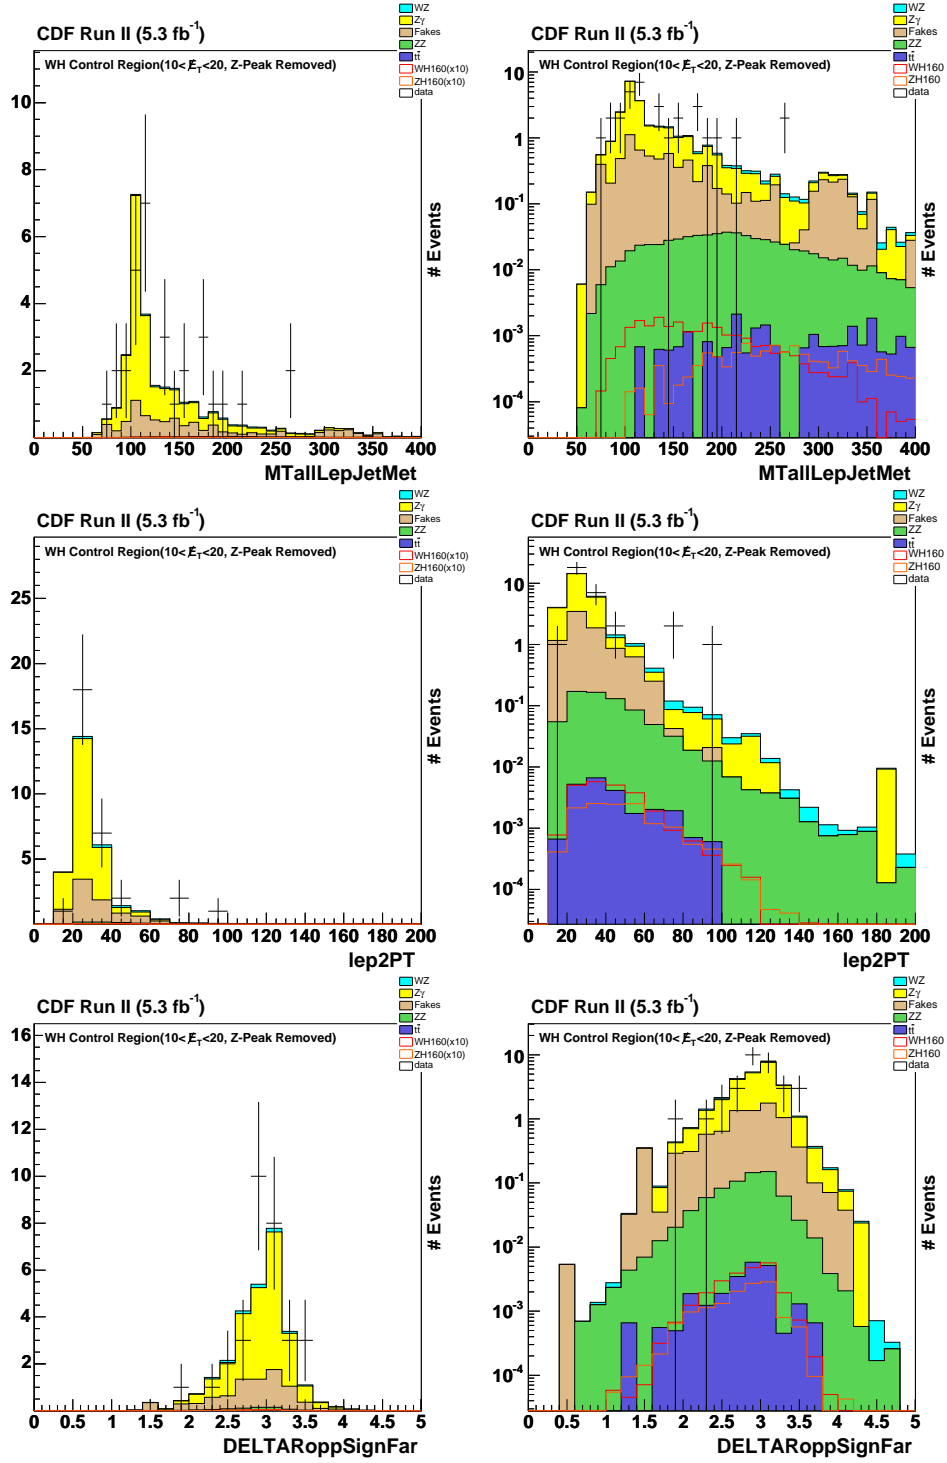 CDF Run II (5.3 fb⁻¹)
WH Control Region(10< E̸_T <20, Z-Peak Removed)
WZ
Zγ
Fakes
ZZ
tt̄
WH160(x10)
ZH160(x10)
data
10
8
6
4
2
# Events
0 50 100 150 200 250 300 350 400
MTallLepJetMet
CDF Run II (5.3 fb⁻¹)
WH Control Region(10< E̸_T <20, Z-Peak Removed)
WZ
Zγ
Fakes
ZZ
tt̄
WH160
ZH160
data
10
1
10⁻¹
10⁻²
10⁻³
10⁻⁴
# Events
0 50 100 150 200 250 300 350 400
MTallLepJetMet
CDF Run II (5.3 fb⁻¹)
WH Control Region(10< E̸_T <20, Z-Peak Removed)
WZ
Zγ
Fakes
ZZ
tt̄
WH160(x10)
ZH160(x10)
data
25
20
15
10
5
# Events
0 20 40 60 80 100 120 140 160 180 200
lep2PT
CDF Run II (5.3 fb⁻¹)
WH Control Region(10< E̸_T <20, Z-Peak Removed)
WZ
Zγ
Fakes
ZZ
tt̄
WH160
ZH160
data
10
1
10⁻¹
10⁻²
10⁻³
10⁻⁴
# Events
0 20 40 60 80 100 120 140 160 180 200
lep2PT
CDF Run II (5.3 fb⁻¹)
WH Control Region(10< E̸_T <20, Z-Peak Removed)
WZ
Zγ
Fakes
ZZ
tt̄
WH160(x10)
ZH160(x10)
data
16
14
12
10
8
6
4
2
# Events
0 0.5 1 1.5 2 2.5 3 3.5 4 4.5 5
DELTARoppSignFar
CDF Run II (5.3 fb⁻¹)
WH Control Region(10< E̸_T <20, Z-Peak Removed)
WZ
Zγ
Fakes
ZZ
tt̄
WH160
ZH160
data
10
1
10⁻¹
10⁻²
10⁻³
10⁻⁴
# Events
0 0.5 1 1.5 2 2.5 3 3.5 4 4.5 5
DELTARoppSignFar